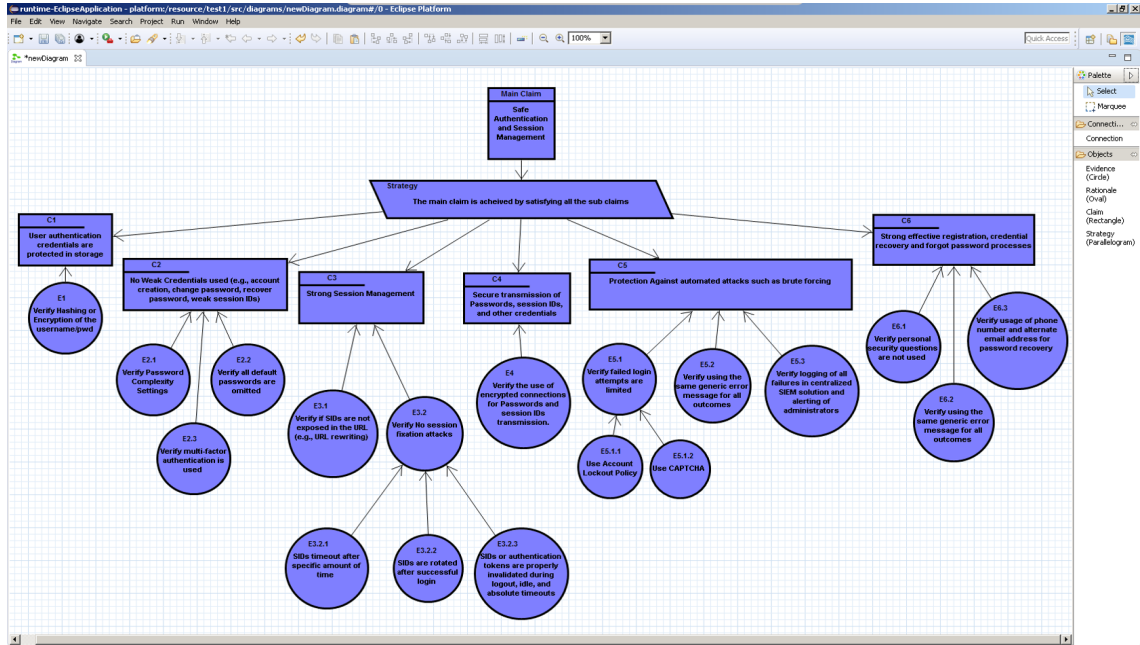 runtime-EclipseApplication - platform:/resource/test1/src/diagrams/newDiagram.diagram#/0 - Eclipse Platform
File Edit View Navigate Search Project Run Window Help
100%
Quick Access
*newDiagram
Palette
Select
Marquee
Connecti...
Connection
Objects
Evidence
(Circle)
Rationale
(Oval)
Claim
(Rectangle)
Strategy
(Parallelogram)
Main Claim
Safe
Authentication
and Session
Management
Strategy
The main claim is acheived by satisfying all the sub claims
C1
User authentication
credentials are
protected in storage
C2
No Weak Credentials used (e.g., account
creation, change password, recover
password, weak session IDs)
C3
Strong Session Management
C4
Secure transmission of
Passwords, session IDs,
and other credentials
C5
Protection Against automated attacks such as brute forcing
C6
Strong effective registration, credential
recovery and forgot password processes
E1
Verify Hashing or
Encryption of the
username/pwd
E2.1
Verify Password
Complexity
Settings
E2.2
Verify all default
passwords are
omitted
E2.3
Verify multi-factor
authentication is
used
E3.1
Verify if SIDs are not
exposed in the URL
(e.g., URL rewriting)
E3.2
Verify No session
fixation attacks
E4
Verify the use of
encrypted connections
for Passwords and
session IDs
transmission.
E5.1
Verify failed login
attempts are
limited
E5.2
Verify using the
same generic error
message for all
outcomes
E5.3
Verify logging of all
failures in centralized
SIEM solution and
alerting of
administrators
E6.1
Verify personal
security questions
are not used
E6.2
Verify using the
same generic error
message for all
outcomes
E6.3
Verify usage of phone
number and alternate
email address for
password recovery
E5.1.1
Use Account
Lockout Policy
E5.1.2
Use CAPTCHA
E3.2.1
SIDs timeout after
specific amount of
time
E3.2.2
SIDs are rotated
after successful
login
E3.2.3
SIDs or authentication
tokens are properly
invalidated during
logout, idle, and
absolute timeouts